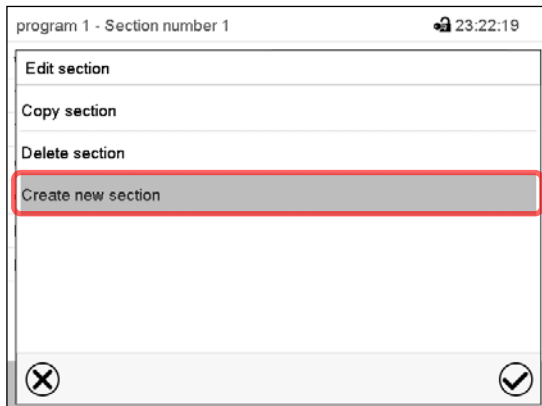 program 1 - Section number 1 23:22:19
Edit section
Copy section
Delete section
Create new section